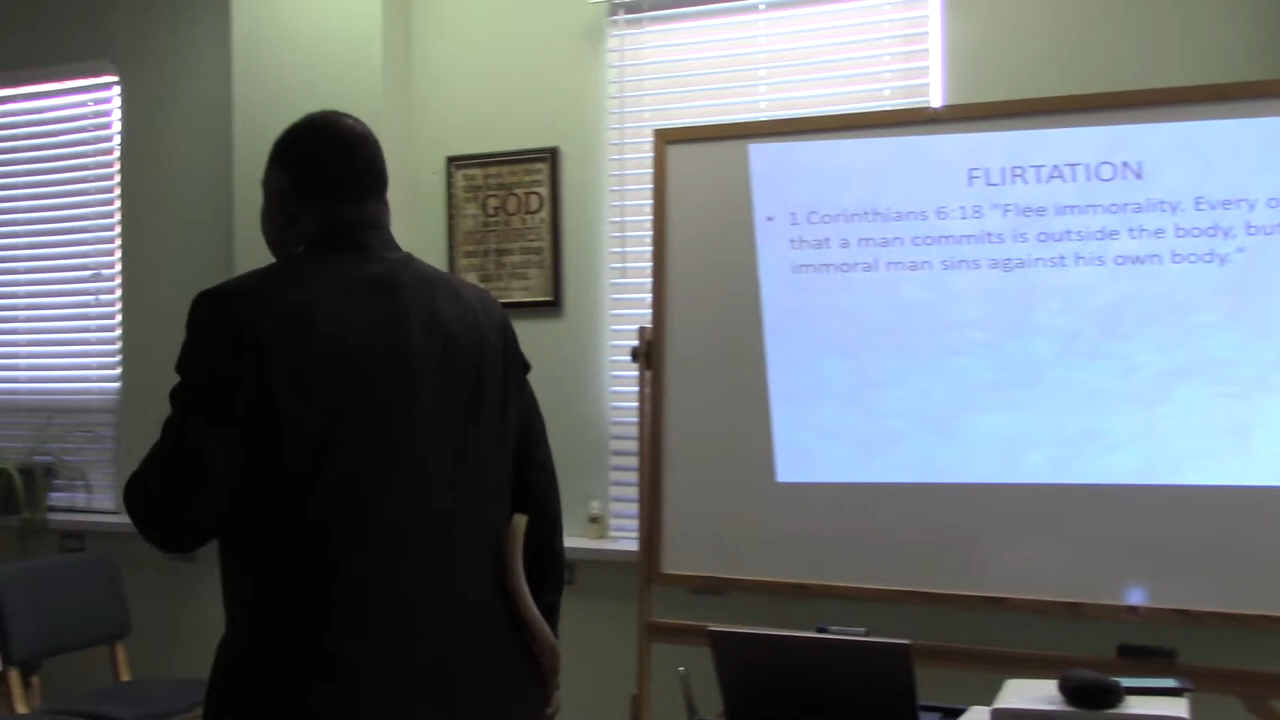 GOD
FLIRTATION
• 1 Corinthians 6:18 "Flee immorality. Every
that a man commits is outside the body, but
immoral man sins against his own body."